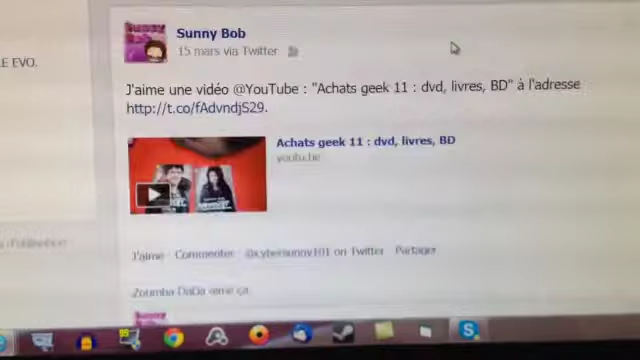 Sunny Bob
15 mars via Twitter
E EVO.
J'aime une vidéo @YouTube : "Achats geek 11 : dvd, livres, BD" à l'adresse
http://t.co/fAdvndjS29.
Achats geek 11 : dvd, livres, BD
youtu.be
J'aime · Commenter · @xybersunny101 on Twitter · Partager
Zoumba DaDa aime ça.